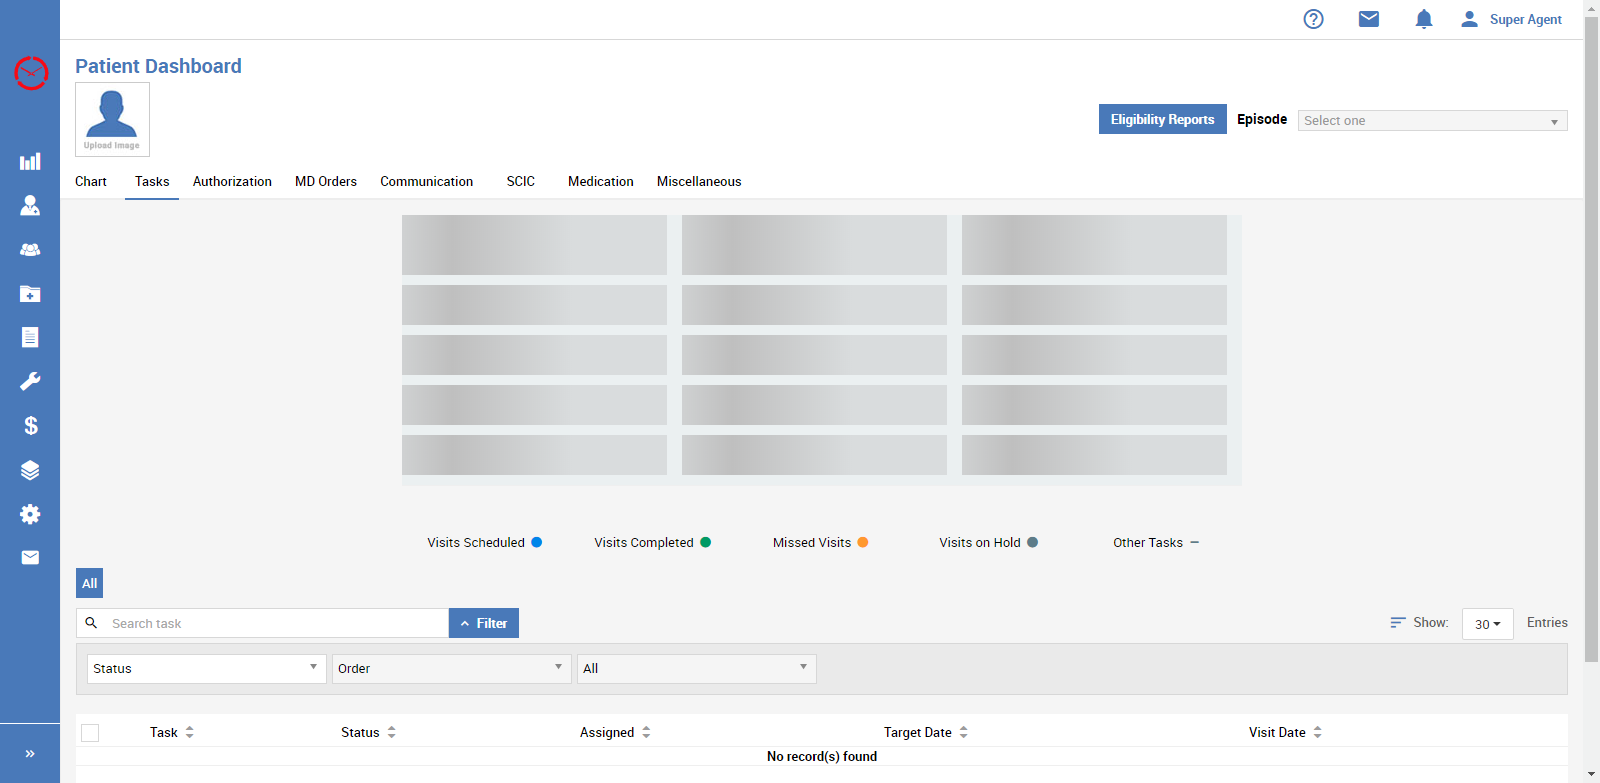 Super Agent
Patient Dashboard
Upload Image
Eligibility Reports
Episode
Select one
Chart
Tasks
Authorization
MD Orders
Communication
SCIC
Medication
Miscellaneous
Visits Scheduled
Visits Completed
Missed Visits
Visits on Hold
Other Tasks
All
Search task
Filter
Show:
30
Entries
Status
Order
All
Task
Status
Assigned
Target Date
Visit Date
No record(s) found